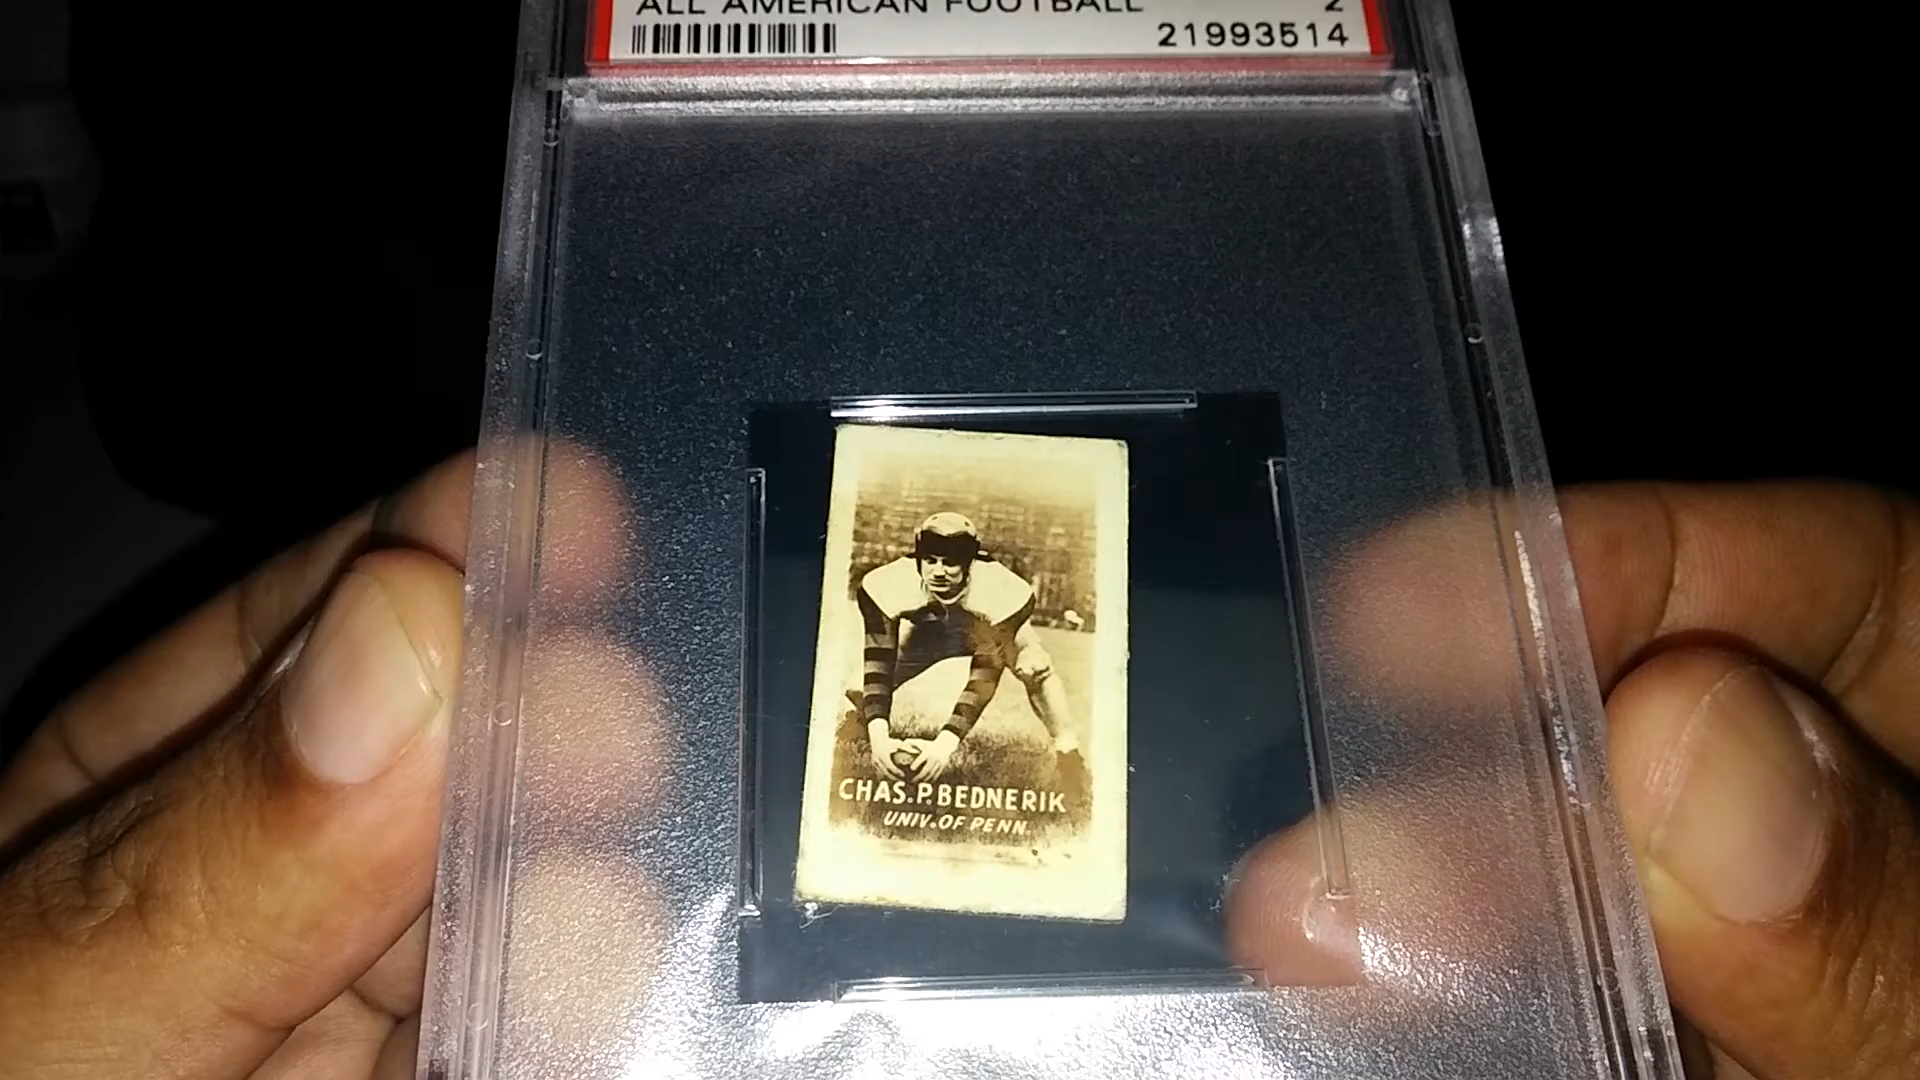 ALL AMERICAN FOOTBALL 2
21993514
CHAS. P. BEDNERIK
UNIV. OF PENN.